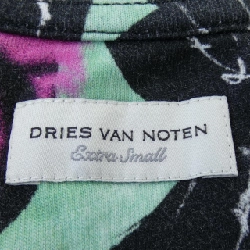 DRIES VAN NOTEN
Extra Small